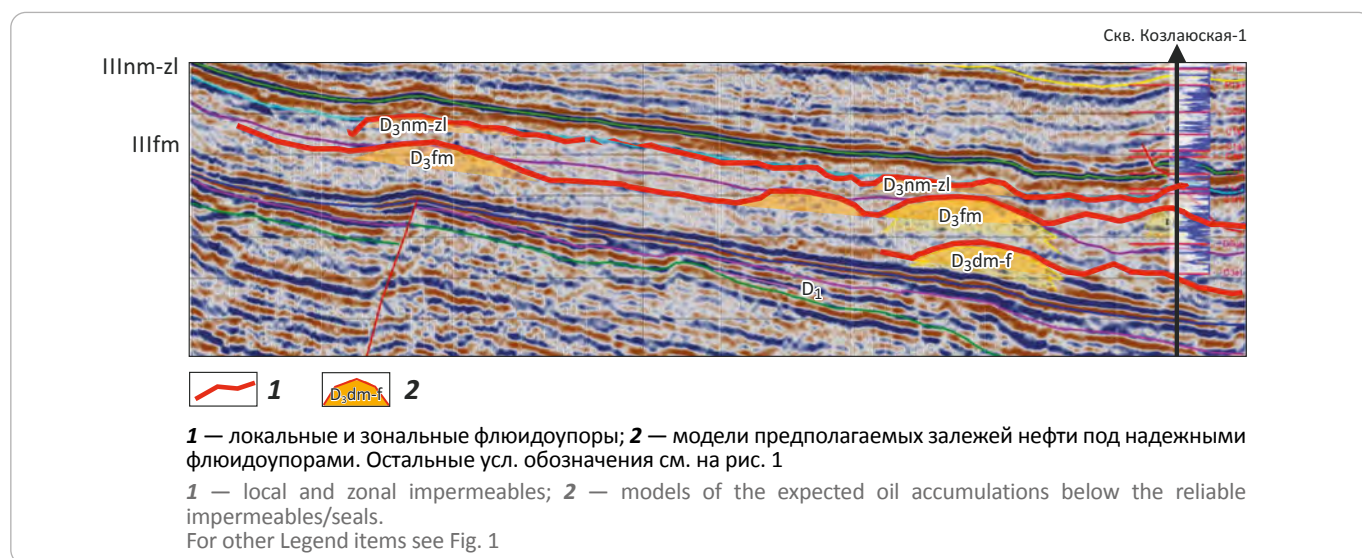 Скв. Козлаюская-1
IIInm-zl
IIIfm
D₃nm-zl
D₃fm
D₃nm-zl
D₃fm
D₃dm-f
D₁
1
D₃dm-f
2
1 — локальные и зональные флюидоупоры; 2 — модели предполагаемых залежей нефти под надежными
флюидоупорами. Остальные усл. обозначения см. на рис. 1
1 — local and zonal impermeables; 2 — models of the expected oil accumulations below the reliable
impermeables/seals.
For other Legend items see Fig. 1